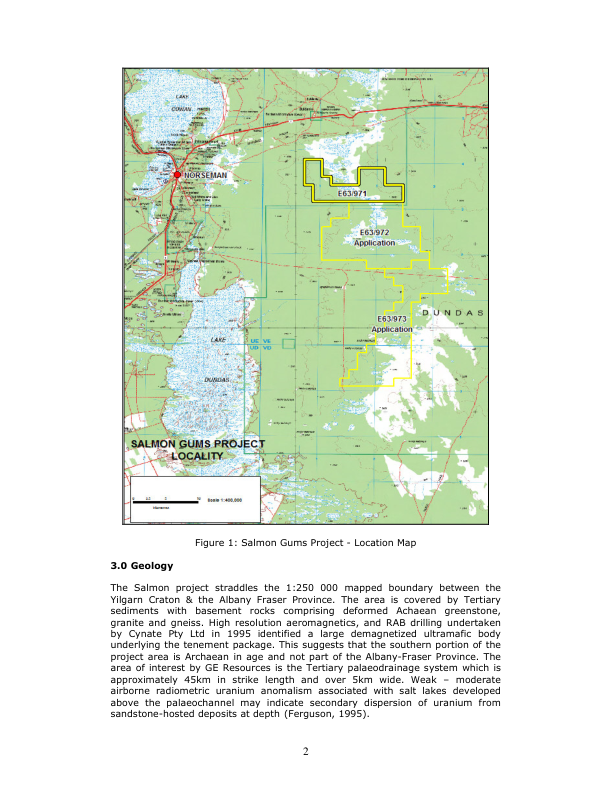 LAKE
COWAN
NORSEMAN
E63/971
E63/972
Application
DUNDAS
E63/973
Application
LAKE
DUNDAS
SALMON GUMS PROJECT
LOCALITY
Scale 1:400,000
Kilometres
Figure 1: Salmon Gums Project - Location Map
3.0 Geology
The Salmon project straddles the 1:250 000 mapped boundary between the
Yilgarn Craton & the Albany Fraser Province. The area is covered by Tertiary
sediments with basement rocks comprising deformed Achaean greenstone,
granite and gneiss. High resolution aeromagnetics, and RAB drilling undertaken
by Cynate Pty Ltd in 1995 identified a large demagnetized ultramafic body
underlying the tenement package. This suggests that the southern portion of the
project area is Archaean in age and not part of the Albany-Fraser Province. The
area of interest by GE Resources is the Tertiary palaeodrainage system which is
approximately 45km in strike length and over 5km wide. Weak – moderate
airborne radiometric uranium anomalism associated with salt lakes developed
above the palaeochannel may indicate secondary dispersion of uranium from
sandstone-hosted deposits at depth (Ferguson, 1995).
2